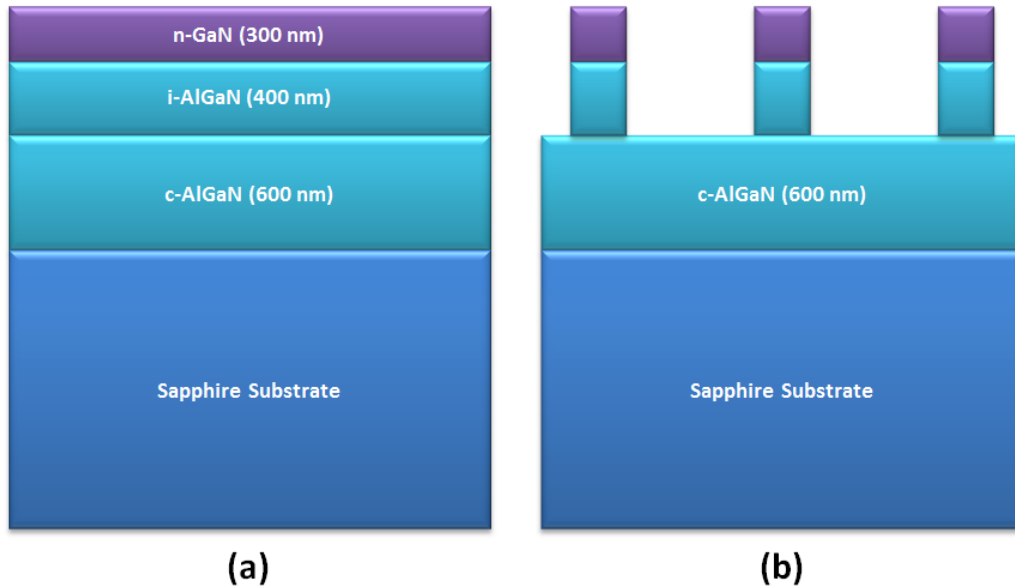 n-GaN (300 nm)
i-AlGaN (400 nm)
c-AlGaN (600 nm)
Sapphire Substrate
(a)
c-AlGaN (600 nm)
Sapphire Substrate
(b)